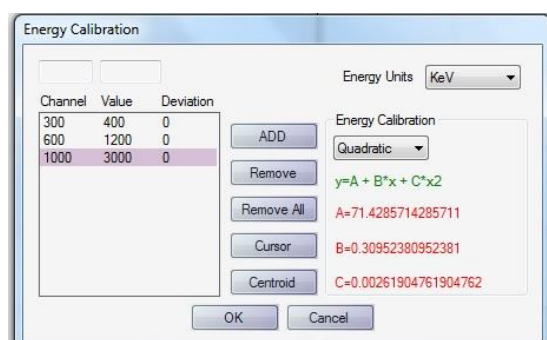 Energy Calibration
Energy Units KeV
Channel Value Deviation
300 400 0
600 1200 0
1000 3000 0
ADD
Remove
Remove All
Cursor
Centroid
Energy Calibration
Quadratic
y=A + B*x + C*x2
A=71.4285714285711
B=0.30952380952381
C=0.00261904761904762
OK Cancel